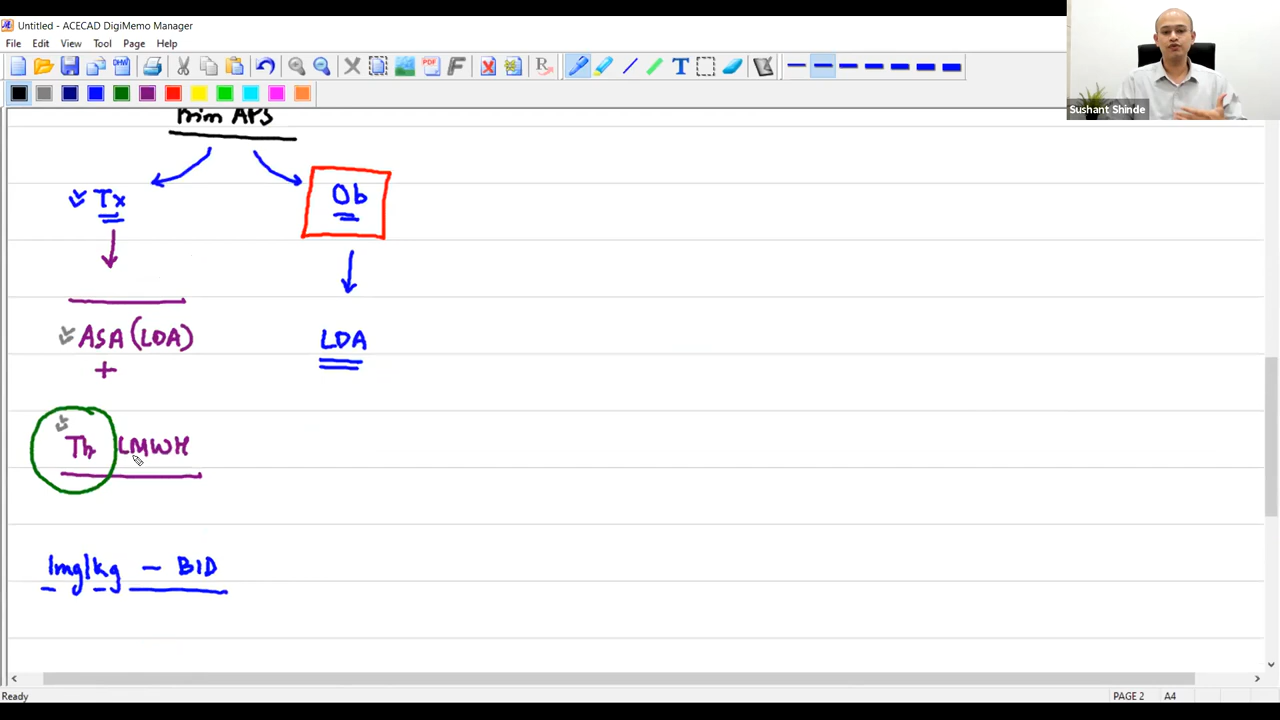 Untitled - ACECAD DigiMemo Manager
File Edit View Tool Page Help
Sushant Shinde
Prim APS
Tx
Ob
ASA (LDA)
LDA
+
Th LMWH
1mg/kg — BID
Ready
PAGE 2 A4